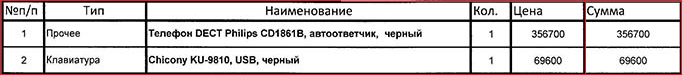 №п/п Тип Наименование Кол. Цена Сумма
1 Прочее Телефон DECT Philips CD1861B, автоответчик, черный 1 356700 356700
2 Клавиатура Chicony KU-9810, USB, черный 1 69600 69600